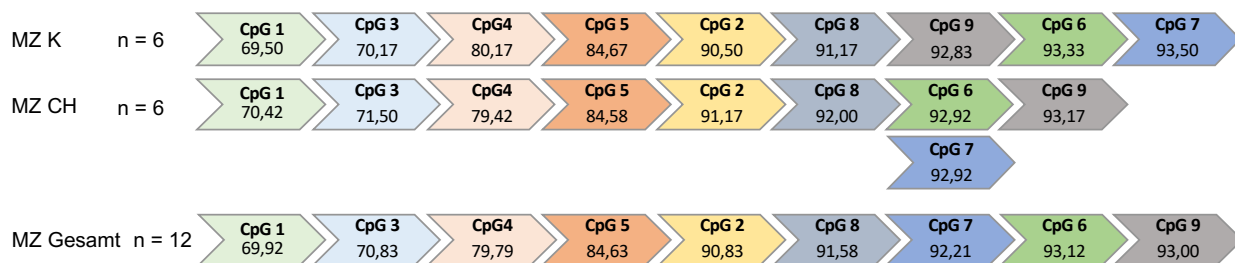 MZ K n = 6 CpG 1 CpG 3 CpG4 CpG 5 CpG 2 CpG 8 CpG 9 CpG 6 CpG 7
69,50 70,17 80,17 84,67 90,50 91,17 92,83 93,33 93,50
MZ CH n = 6 CpG 1 CpG 3 CpG4 CpG 5 CpG 2 CpG 8 CpG 6 CpG 9
70,42 71,50 79,42 84,58 91,17 92,00 92,92 93,17
CpG 7
92,92
MZ Gesamt n = 12 CpG 1 CpG 3 CpG4 CpG 5 CpG 2 CpG 8 CpG 7 CpG 6 CpG 9
69,92 70,83 79,79 84,63 90,83 91,58 92,21 93,12 93,00